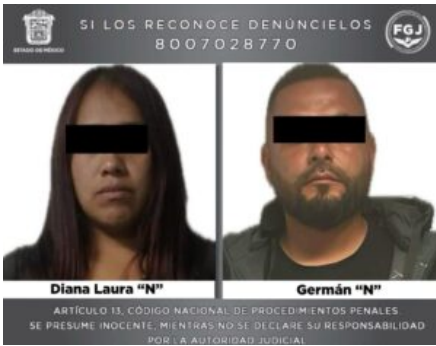 SI LOS RECONOCE DENÚNCIELOS
8007028770
ESTADO DE MÉXICO
FGJ
Diana Laura “N”
Germán “N”
ARTÍCULO 13, CÓDIGO NACIONAL DE PROCEDIMIENTOS PENALES.
SE PRESUME INOCENTE, MIENTRAS NO SE DECLARE SU RESPONSABILIDAD
POR LA AUTORIDAD JUDICIAL